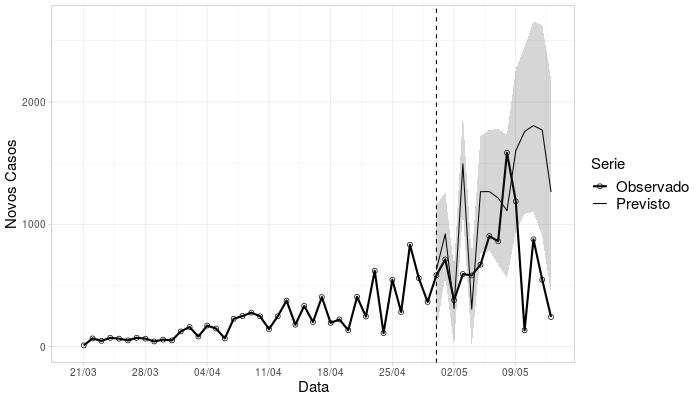 Novos Casos
2000
1000
0
21/03 28/03 04/04 11/04 18/04 25/04 02/05 09/05
Data
Serie
Observado
Previsto